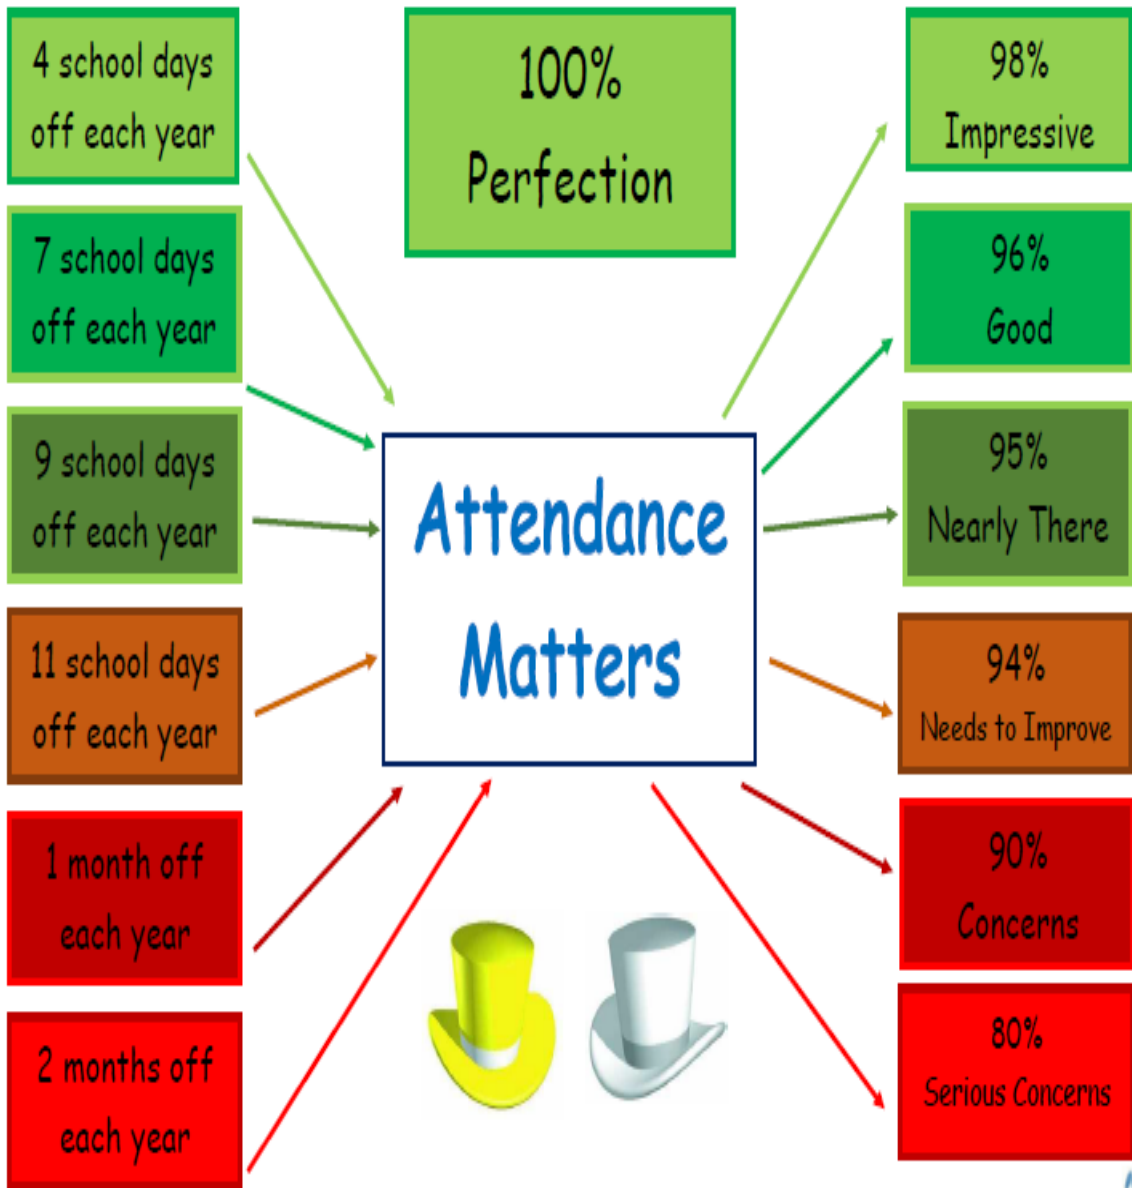 4 school days
off each year
100%
Perfection
98%
Impressive
7 school days
off each year
96%
Good
9 school days
off each year
95%
Nearly There
Attendance
Matters
11 school days
off each year
94%
Needs to Improve
1 month off
each year
90%
Concerns
2 months off
each year
80%
Serious Concerns